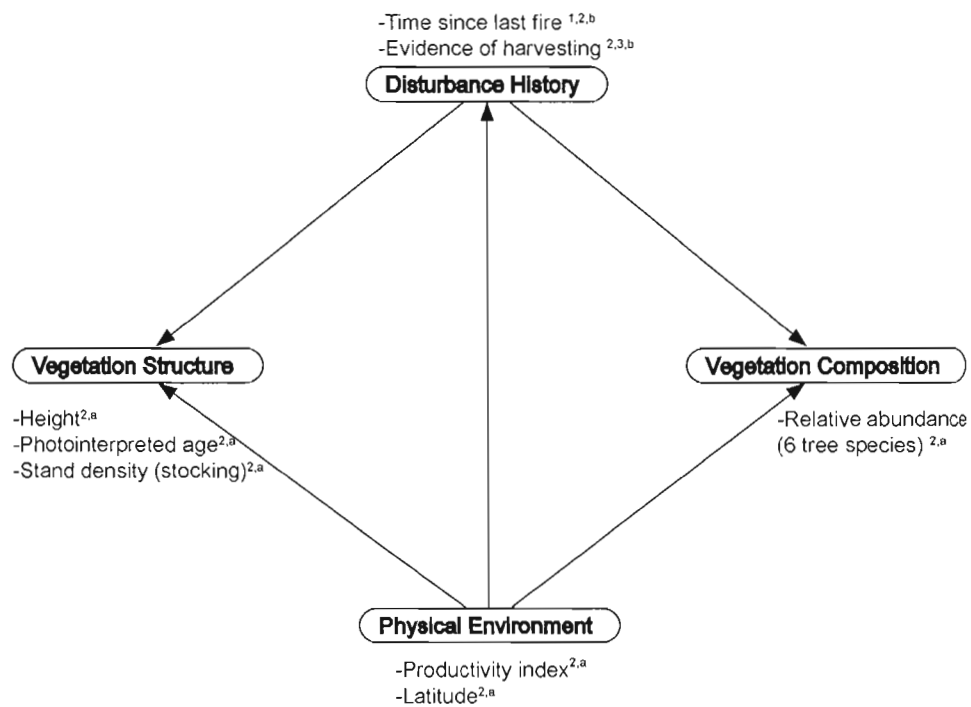 -Time since last fire 1,2,b
-Evidence of harvesting 2,3,b
Disturbance History
Vegetation Structure
-Height2,a
-Photointerpreted age2,a
-Stand density (stocking)2,a
Vegetation Composition
-Relative abundance
(6 tree species) 2,a
Physical Environment
-Productivity index2,a
-Latitude2,a